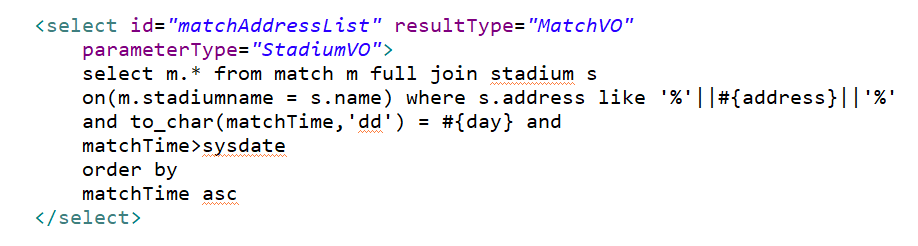 <select id="matchAddressList" resultType="MatchVO"
parameterType="StadiumVO">
select m.* from match m full join stadium s
on(m.stadiumname = s.name) where s.address like '%'||#{address}||'%'
and to_char(matchTime,'dd') = #{day} and
matchTime>sysdate
order by
matchTime asc
</select>